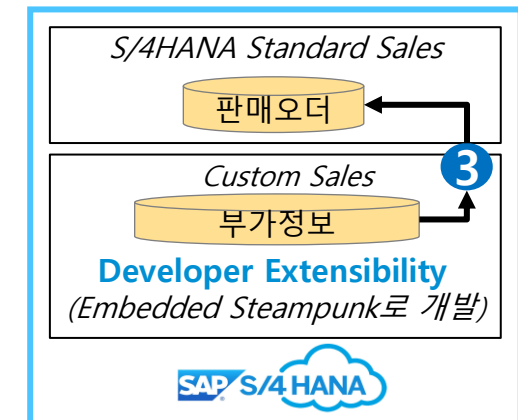 S/4HANA Standard Sales
판매오더
3
Custom Sales
부가정보
Developer Extensibility
(Embedded Steampunk로 개발)
SAP S/4HANA